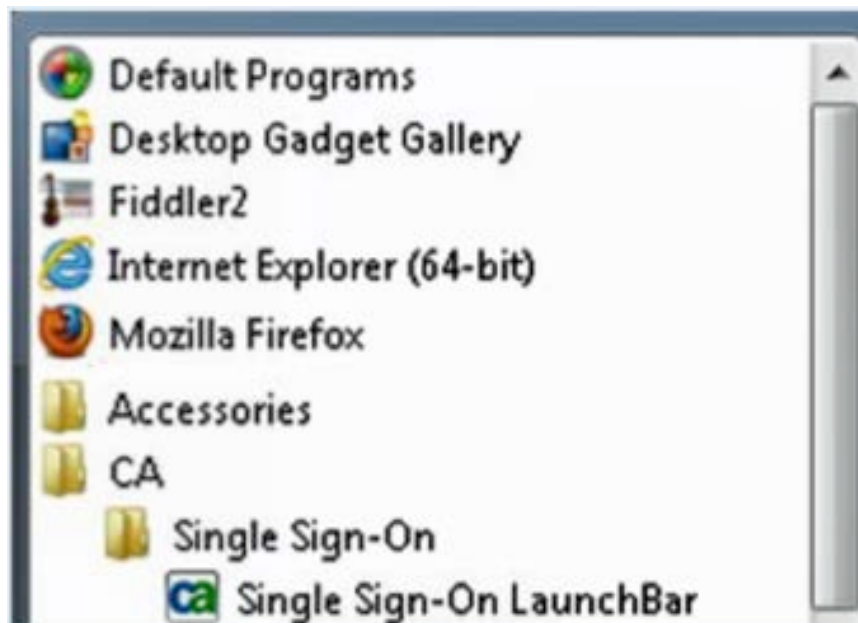 Default Programs
Desktop Gadget Gallery
Fiddler2
Internet Explorer (64-bit)
Mozilla Firefox
Accessories
CA
Single Sign-On
ca Single Sign-On LaunchBar